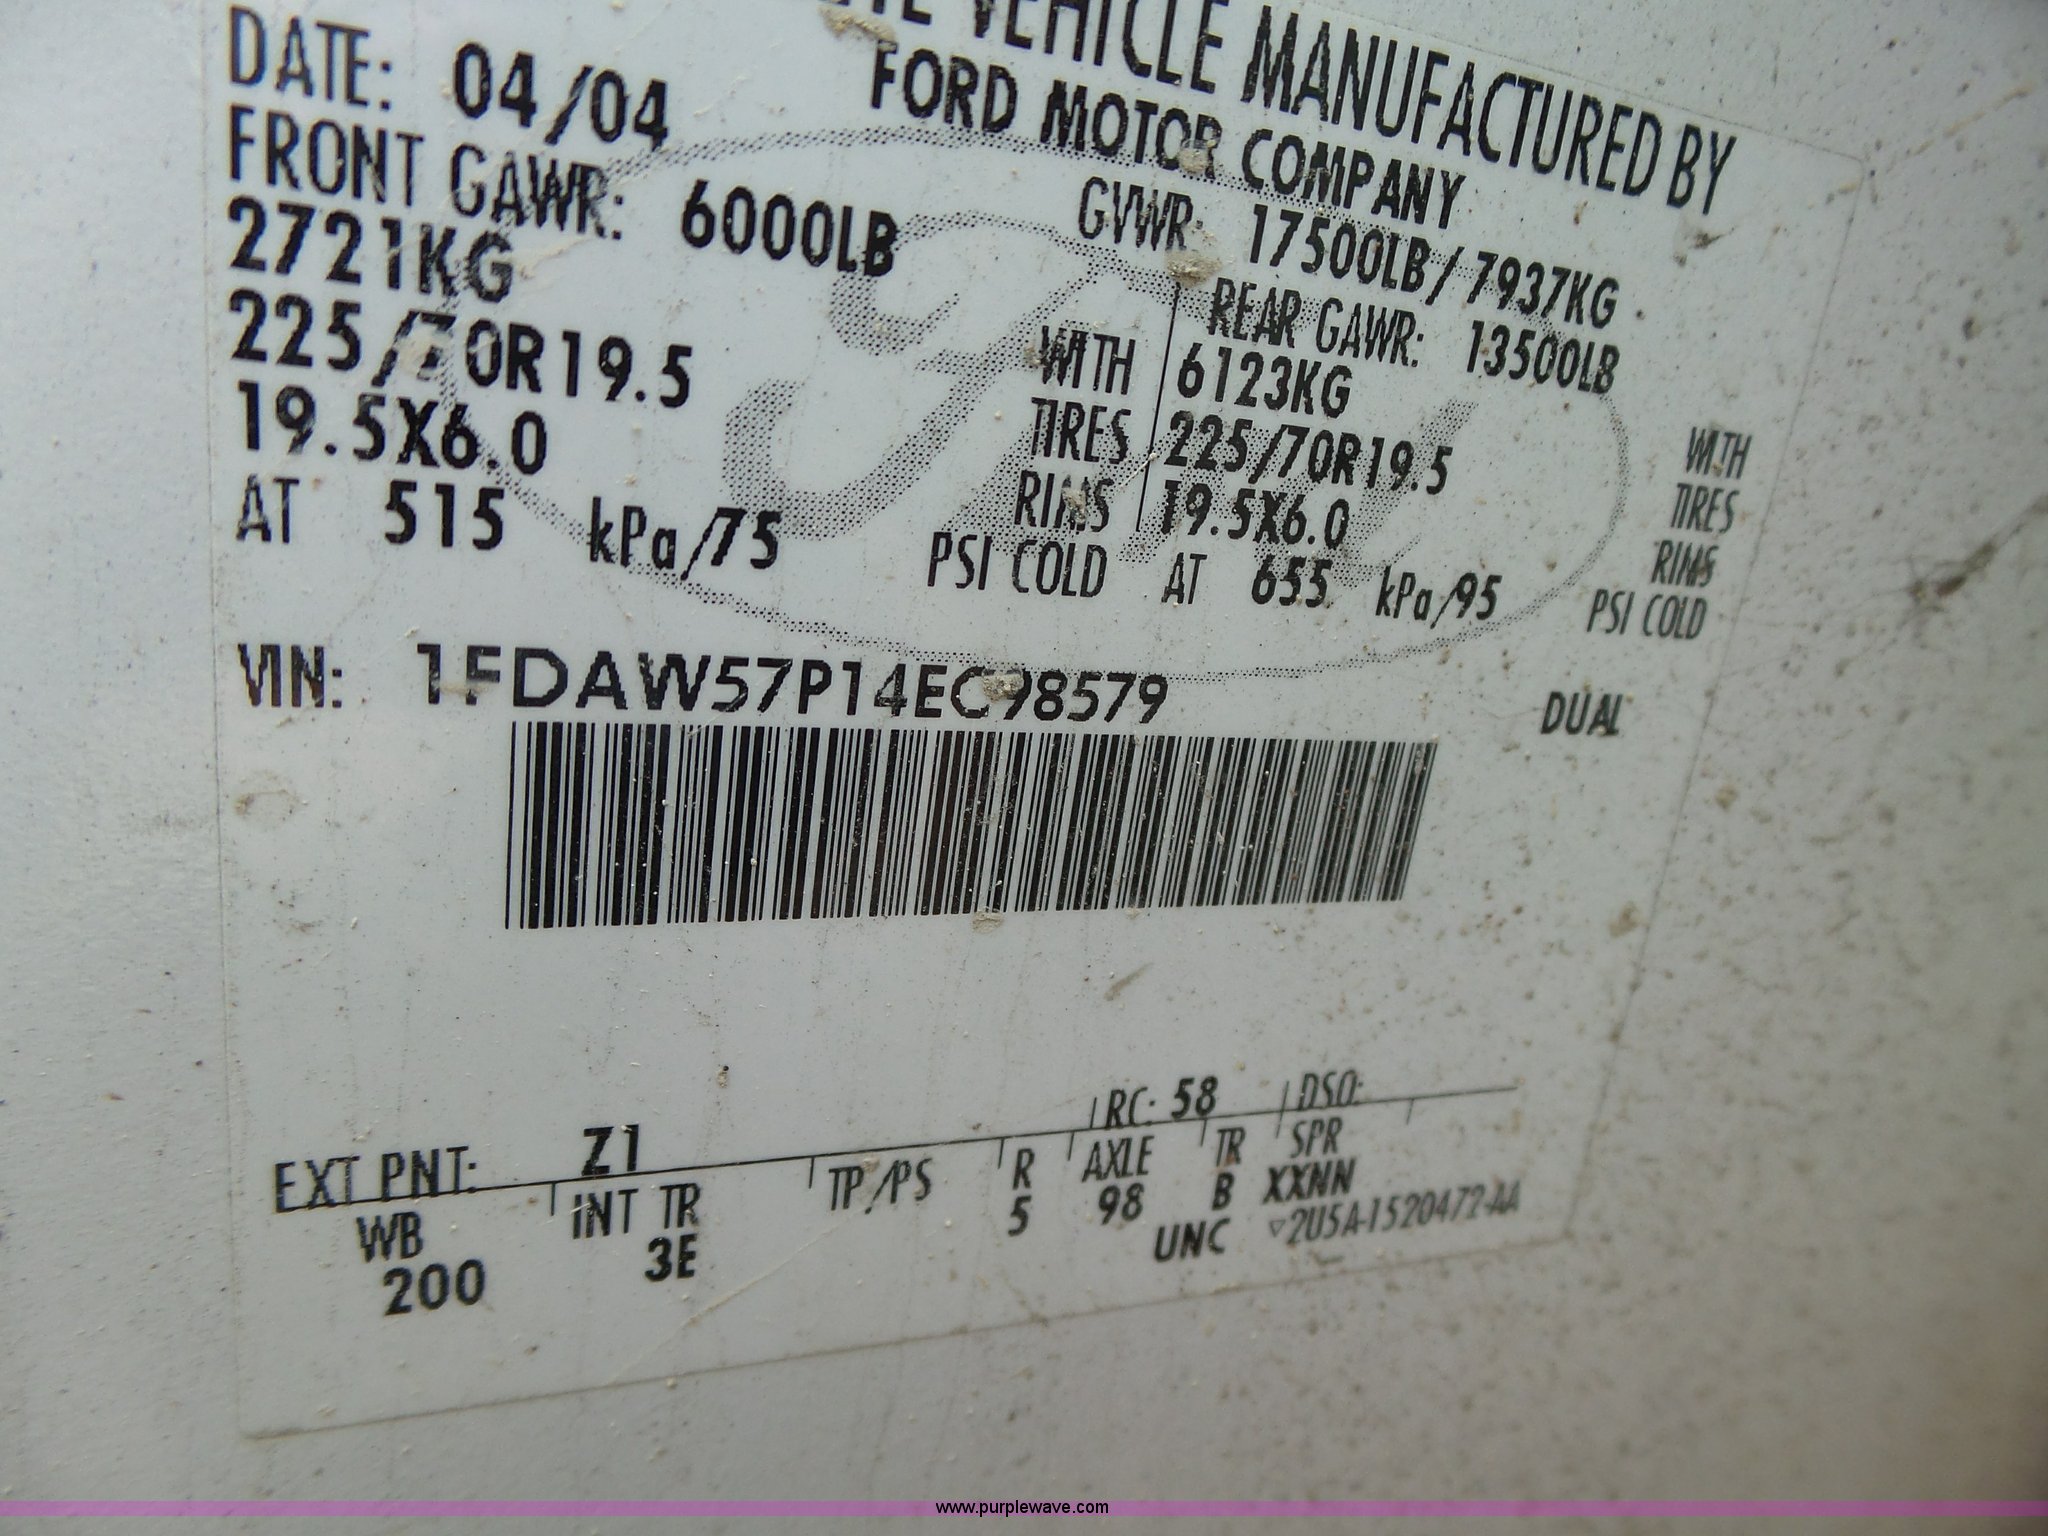 VEHICLE MANUFACTURED BY
FORD MOTOR COMPANY
DATE: 04/04
GVWR: 17500LB/ 7937KG
FRONT GAWR: 6000LB
REAR GAWR: 13500LB
2721KG WITH
6123KG WITH
225/70R19.5 TIRES
225/70R19.5 TIRES
19.5X6.0 RIMS
19.5X6.0 RIMS
AT 515 kPa/75 PSI COLD
AT 655 kPa/95 PSI COLD
VIN: 1FDAW57P14EC98579
DUAL
EXT PNT: Z1 RC: 58 DSO:
WB INT TR TP/PS R AXLE TR SPR
200 3E 5 98 B XXNN
UNC ▽2U5A-1520472-AA
www.purplewave.com